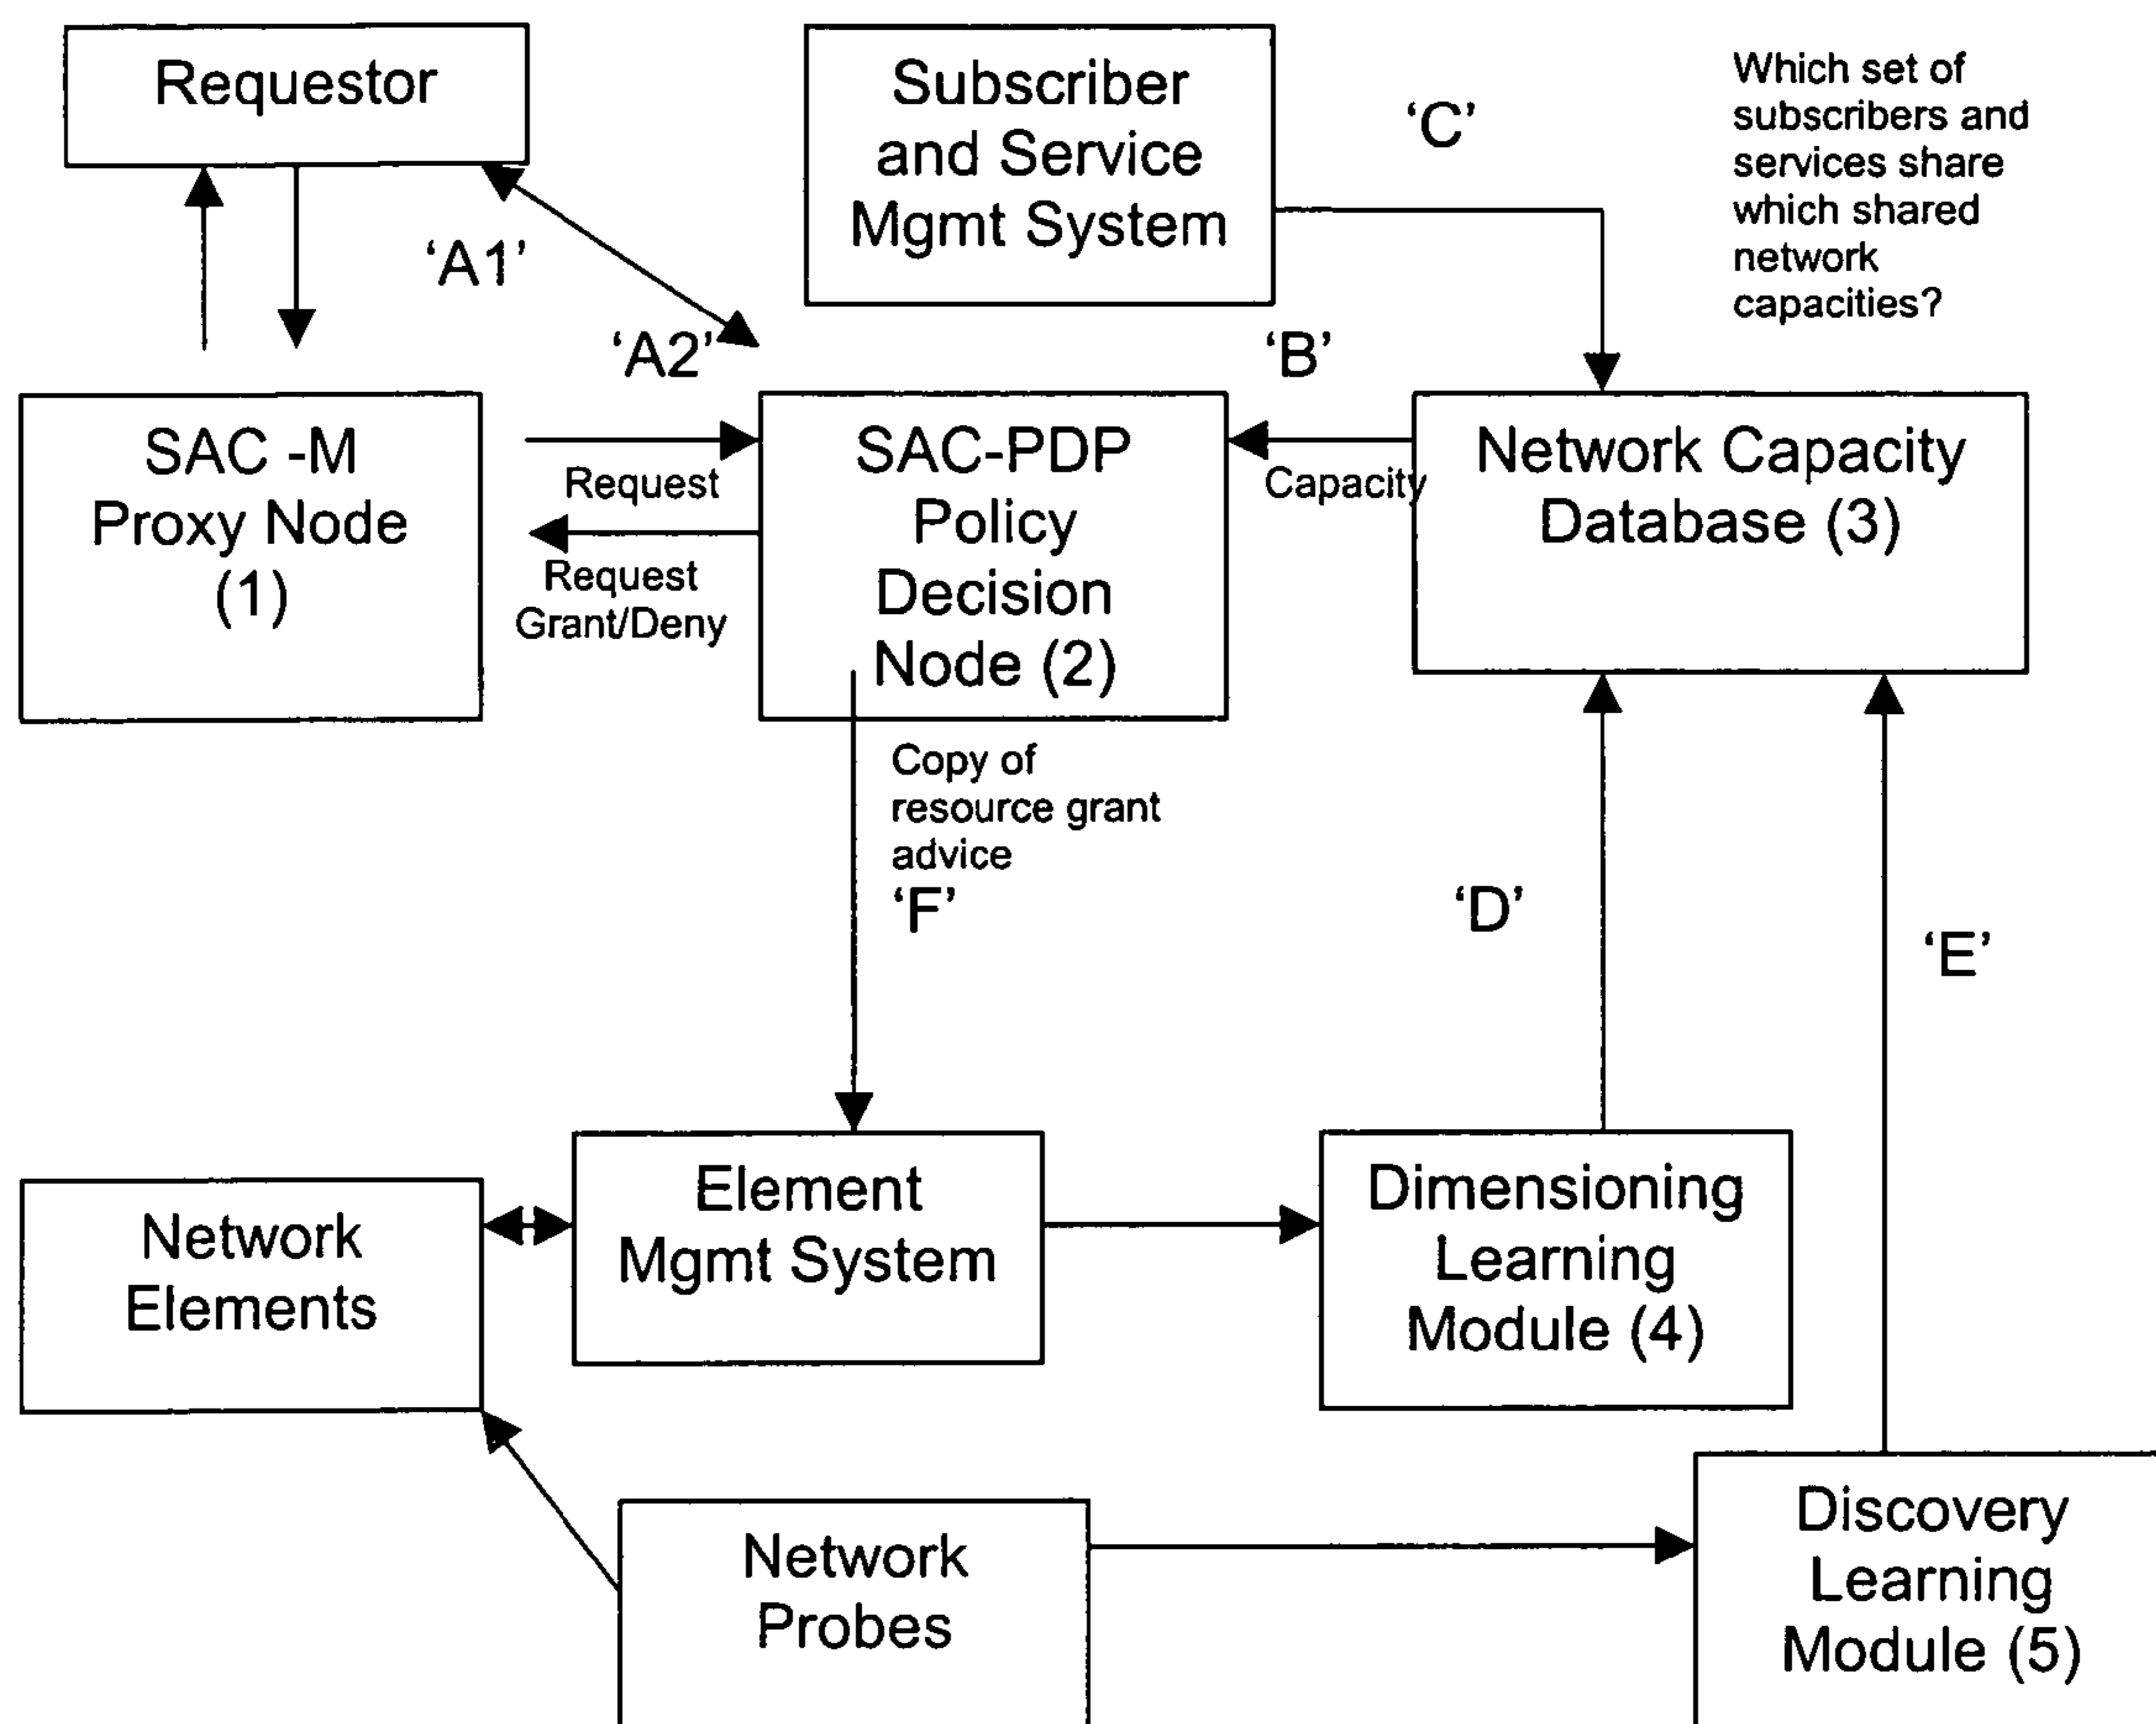 Requestor
Subscriber
and Service
Mgmt System
‘C’
Which set of
subscribers and
services share
which shared
network
capacities?
‘A1’
‘A2’
‘B’
SAC -M
Proxy Node
(1)
Request
Request
Grant/Deny
SAC-PDP
Policy
Decision
Node (2)
Capacity
Network Capacity
Database (3)
Copy of
resource grant
advice
‘F’
‘D’
‘E’
Network
Elements
Element
Mgmt System
Dimensioning
Learning
Module (4)
Network
Probes
Discovery
Learning
Module (5)